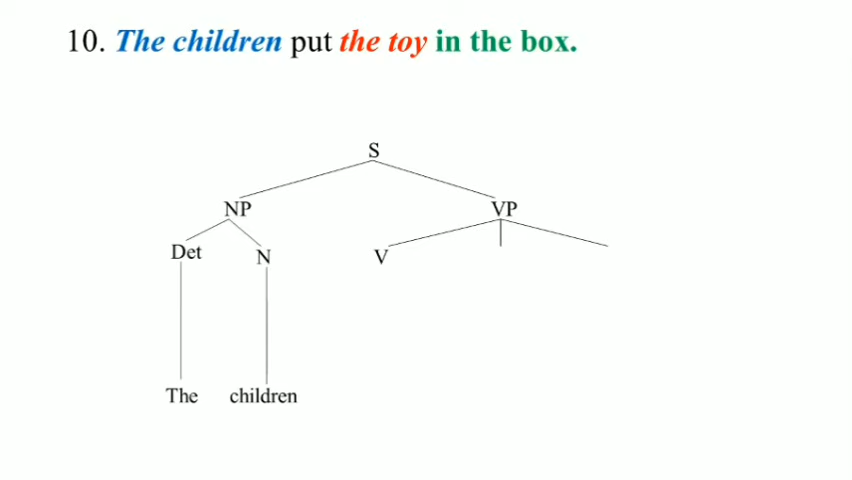 10. The children put the toy in the box.
S
NP VP
Det N V
The children